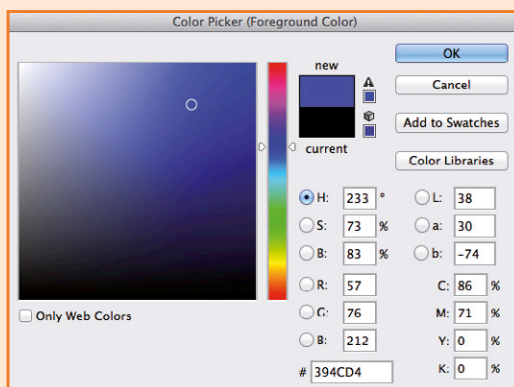 Color Picker (Foreground Color)
new
current
OK
Cancel
Add to Swatches
Color Libraries
H: 233 ° L: 38
S: 73 % a: 30
B: 83 % b: -74
R: 57 C: 86 %
G: 76 M: 71 %
B: 212 Y: 0 %
# 394CD4 K: 0 %
Only Web Colors